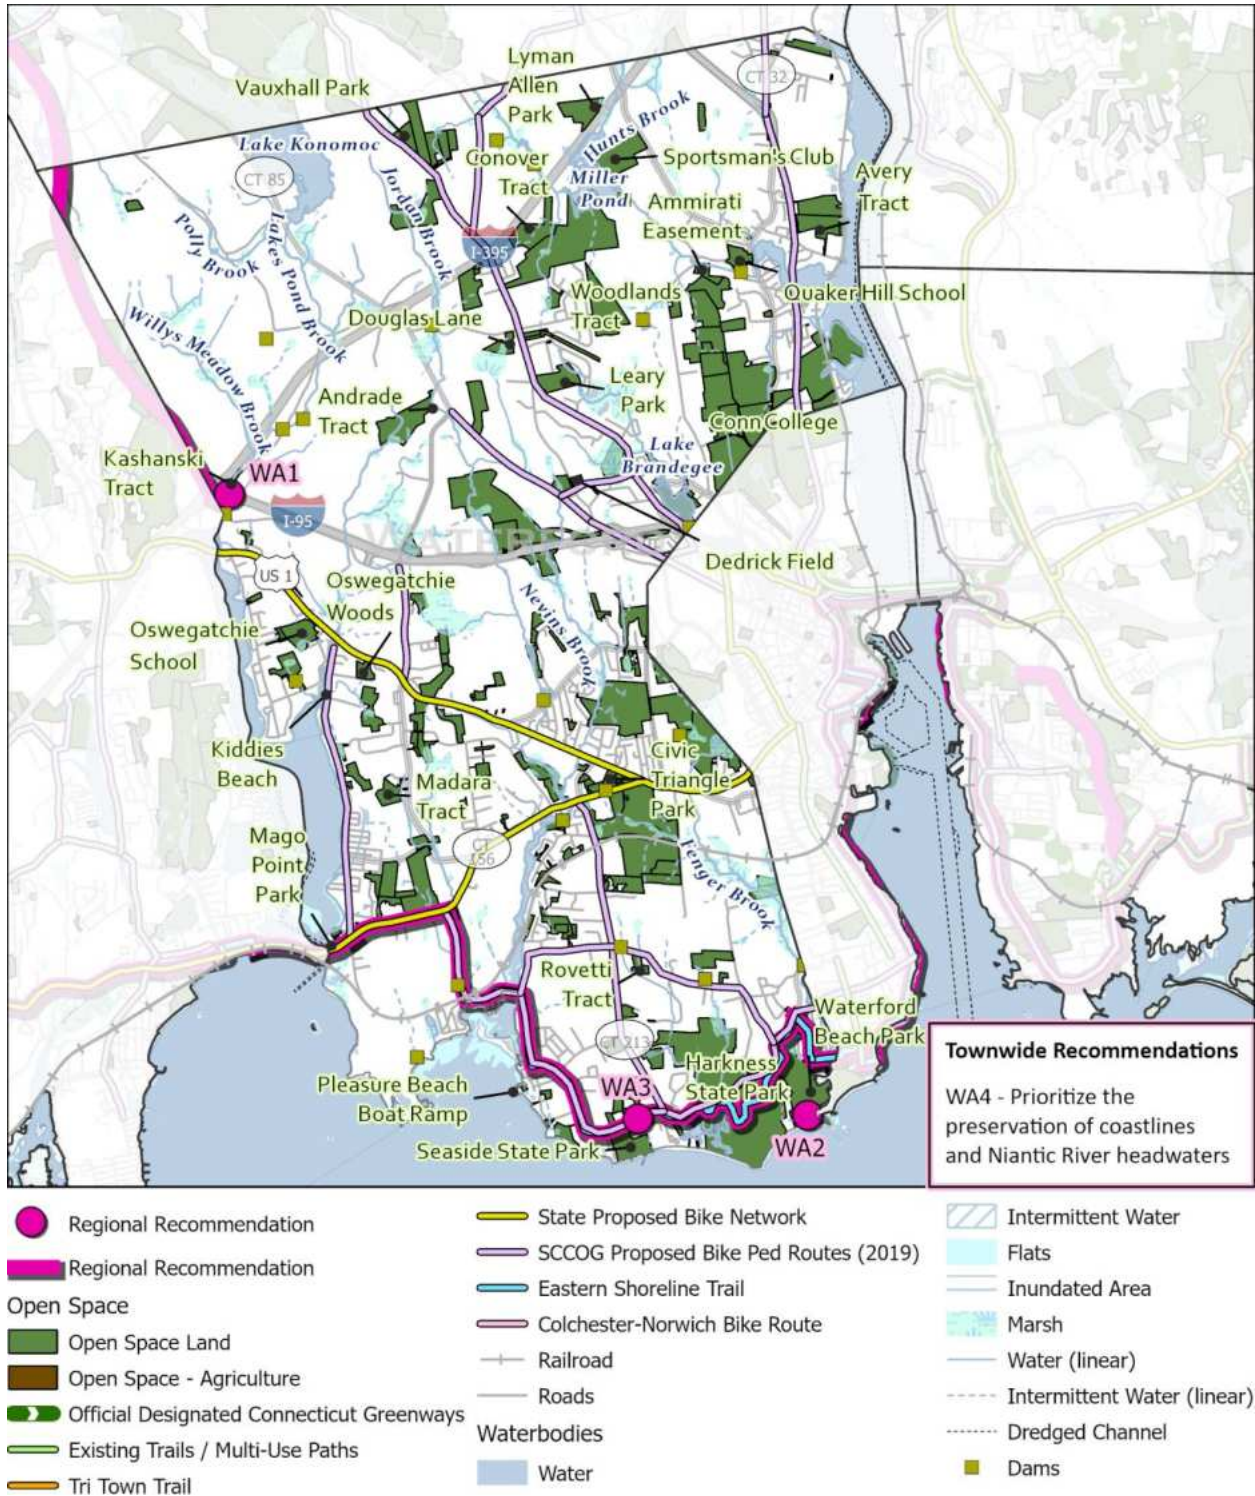 Vauxhall Park
Lyman
Allen
Park
CT 32
Lake Konomoc
Conover
Tract
Hunts Brook
Miller
Pond
Sportsman's Club
CT 85
Jordan Brook
Ammirati
Easement
Avery
Tract
Polly Brook
Lakes Pond Brook
I-395
Woodlands
Tract
Quaker Hill School
Willys Meadow Brook
Douglas Lane
Leary
Park
Andrade
Tract
Conn College
Lake
Brandegee
Kashanski
Tract
WA1
I-95
WATERFORD
Dedrick Field
US 1
Oswegatchie
Woods
Nevins Brook
Oswegatchie
School
Kiddies
Beach
Civic
Triangle
Park
Madara
Tract
Mago
Point
Park
CT
156
Fenger Brook
Rovetti
Tract
Waterford
Beach Park
CT 213
Harkness
State Park
Pleasure Beach
Boat Ramp
WA3
Seaside State Park
WA2
Townwide Recommendations
WA4 - Prioritize the
preservation of coastlines
and Niantic River headwaters
Regional Recommendation
Regional Recommendation
Open Space
Open Space Land
Open Space - Agriculture
Official Designated Connecticut Greenways
Existing Trails / Multi-Use Paths
Tri Town Trail
State Proposed Bike Network
SCCOG Proposed Bike Ped Routes (2019)
Eastern Shoreline Trail
Colchester-Norwich Bike Route
Railroad
Roads
Waterbodies
Water
Intermittent Water
Flats
Inundated Area
Marsh
Water (linear)
Intermittent Water (linear)
Dredged Channel
Dams